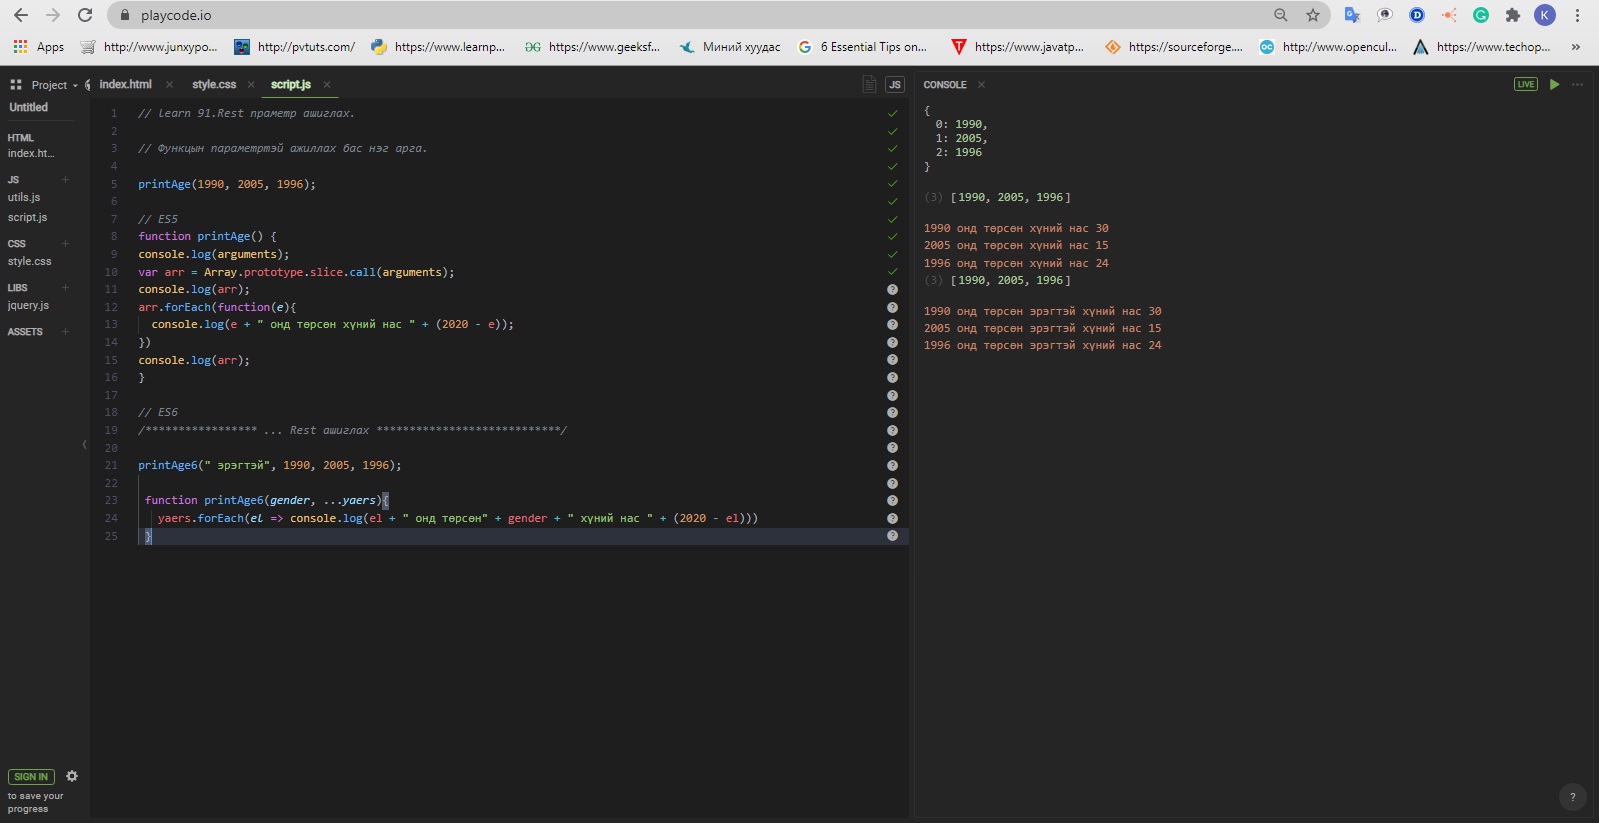 playcode.io
Apps
http://www.junxypo...
http://pvtuts.com/
https://www.learnp...
https://www.geeksf...
Миний хуудас
6 Essential Tips on...
https://www.javatp...
https://sourceforge....
http://www.opencul...
https://www.techop...
»
Project
index.html
style.css
script.js
JS
Untitled
HTML
index.ht...
JS
utils.js
script.js
CSS
style.css
LIBS
jquery.js
ASSETS
SIGN IN
to save your
progress
1 // learn 91.Rest праметр ашиглах.
2
3 // Функцын параметртэй ажиллах бас нэг арга.
4
5 printAge(1990, 2005, 1996);
6
7 // ES5
8 function printAge() {
9 console.log(arguments);
10 var arr = Array.prototype.slice.call(arguments);
11 console.log(arr);
12 arr.forEach(function(e){
13 console.log(e + " онд төрсөн хүний нас " + (2020 - e));
14 })
15 console.log(arr);
16 }
17
18 // ES6
19 /***************** ... Rest ашиглах ****************************/
20
21 printAge6(" эрэгтэй", 1990, 2005, 1996);
22
23 function printAge6(gender, ...yaers){
24 yaers.forEach(el => console.log(el + " онд төрсөн" + gender + " хүний нас " + (2020 - el)))
25 }
CONSOLE
LIVE
{
0: 1990,
1: 2005,
2: 1996
}
(3) [1990, 2005, 1996]
1990 онд төрсөн хүний нас 30
2005 онд төрсөн хүний нас 15
1996 онд төрсөн хүний нас 24
(3) [1990, 2005, 1996]
1990 онд төрсөн эрэгтэй хүний нас 30
2005 онд төрсөн эрэгтэй хүний нас 15
1996 онд төрсөн эрэгтэй хүний нас 24
?